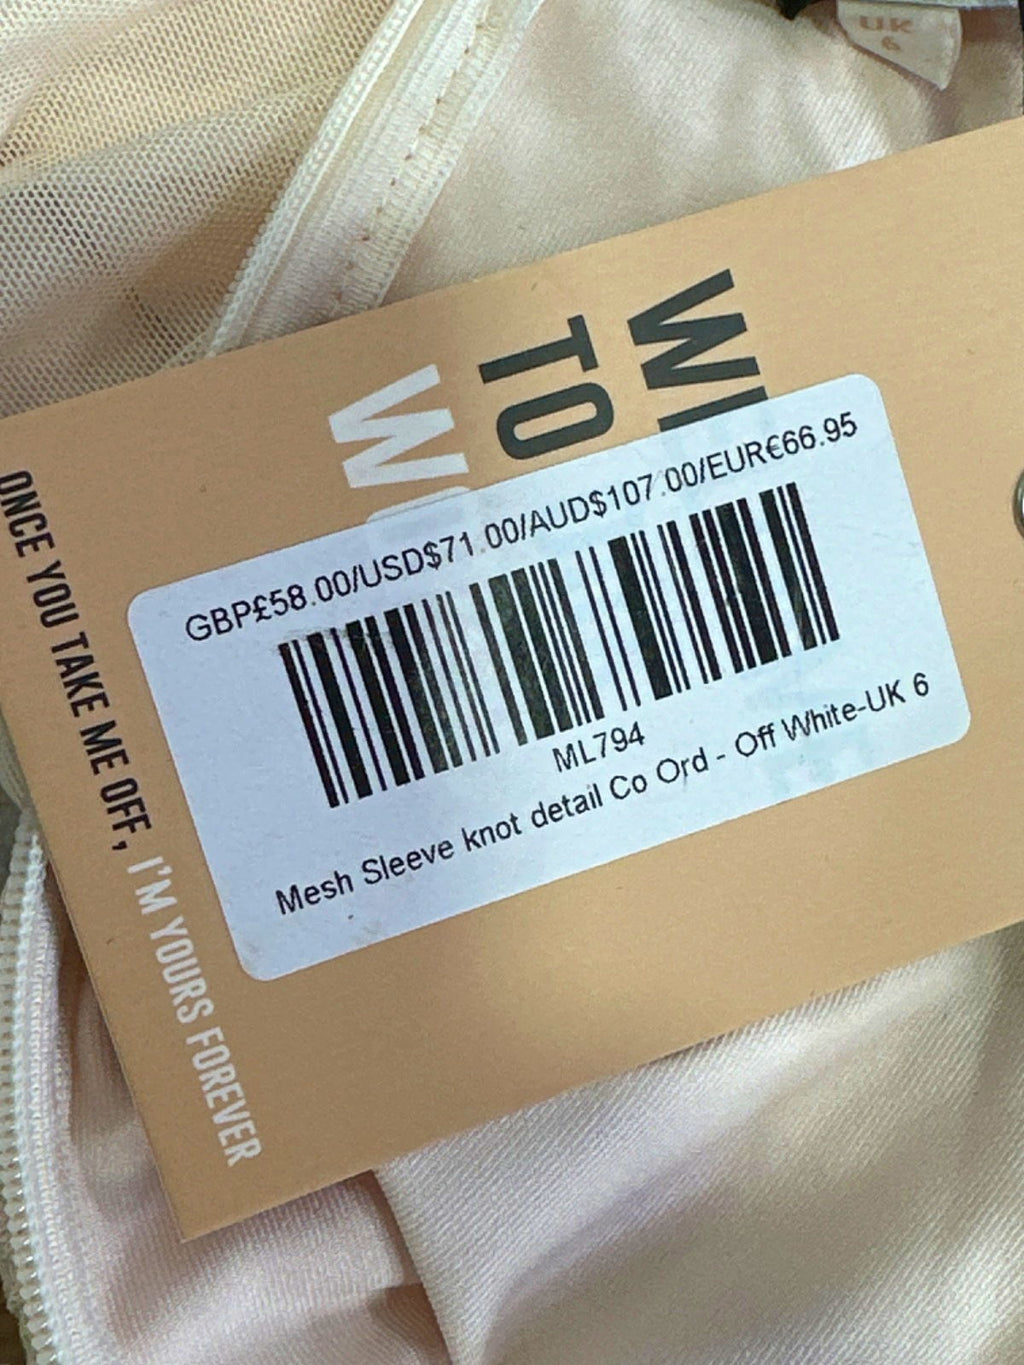 UK
6
TO
GBP£58.00/USD$71.00/AUD$107.00/EUR€66.95
ML794
Mesh Sleeve knot detail Co Ord - Off White-UK 6
ONCE YOU TAKE ME OFF, I'M YOURS FOREVER